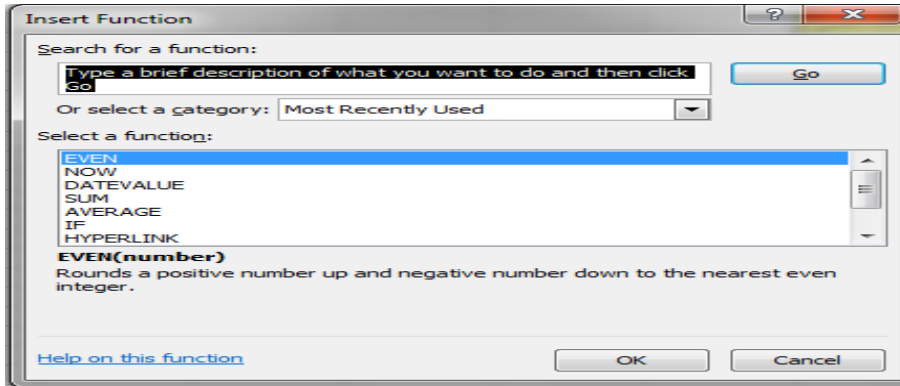 Insert Function
Search for a function:
Type a brief description of what you want to do and then click
Go
Go
Or select a category: Most Recently Used
Select a function:
EVEN
NOW
DATEVALUE
SUM
AVERAGE
IF
HYPERLINK
EVEN(number)
Rounds a positive number up and negative number down to the nearest even
integer.
Help on this function OK Cancel